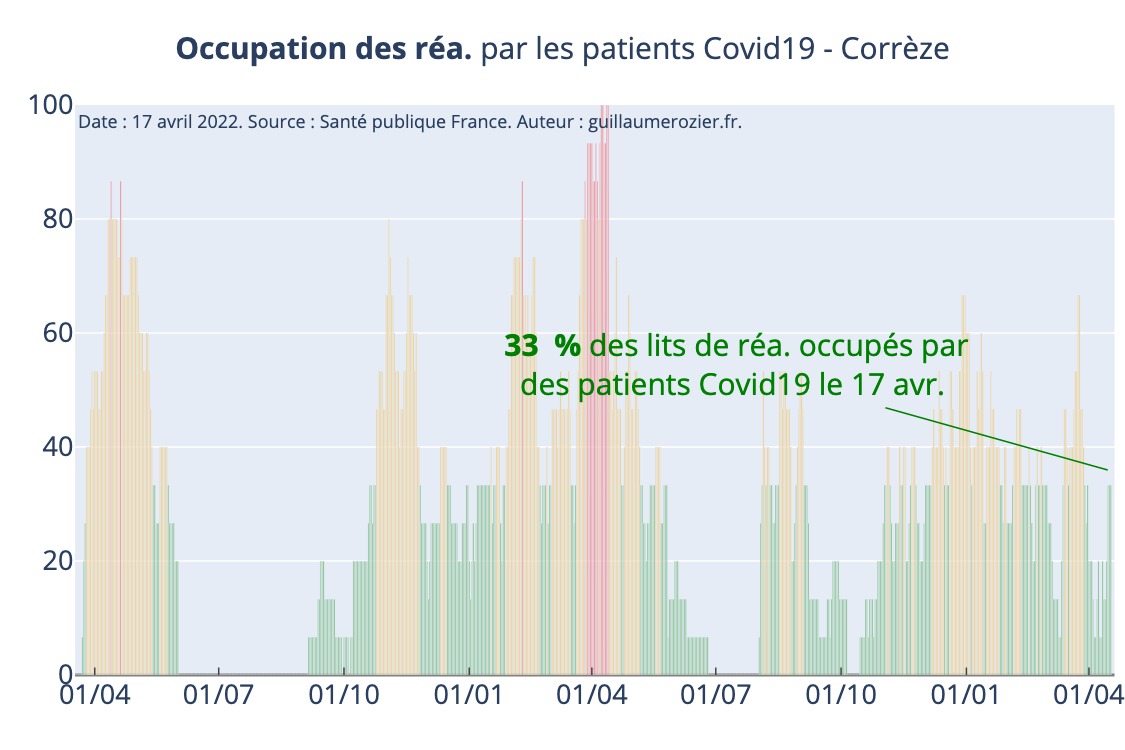 Occupation des réa. par les patients Covid19 - Corrèze
100
Date : 17 avril 2022. Source : Santé publique France. Auteur : guillaumerozier.fr.
80
60
33 % des lits de réa. occupés par
des patients Covid19 le 17 avr.
40
20
0
01/04 01/07 01/10 01/01 01/04 01/07 01/10 01/01 01/04